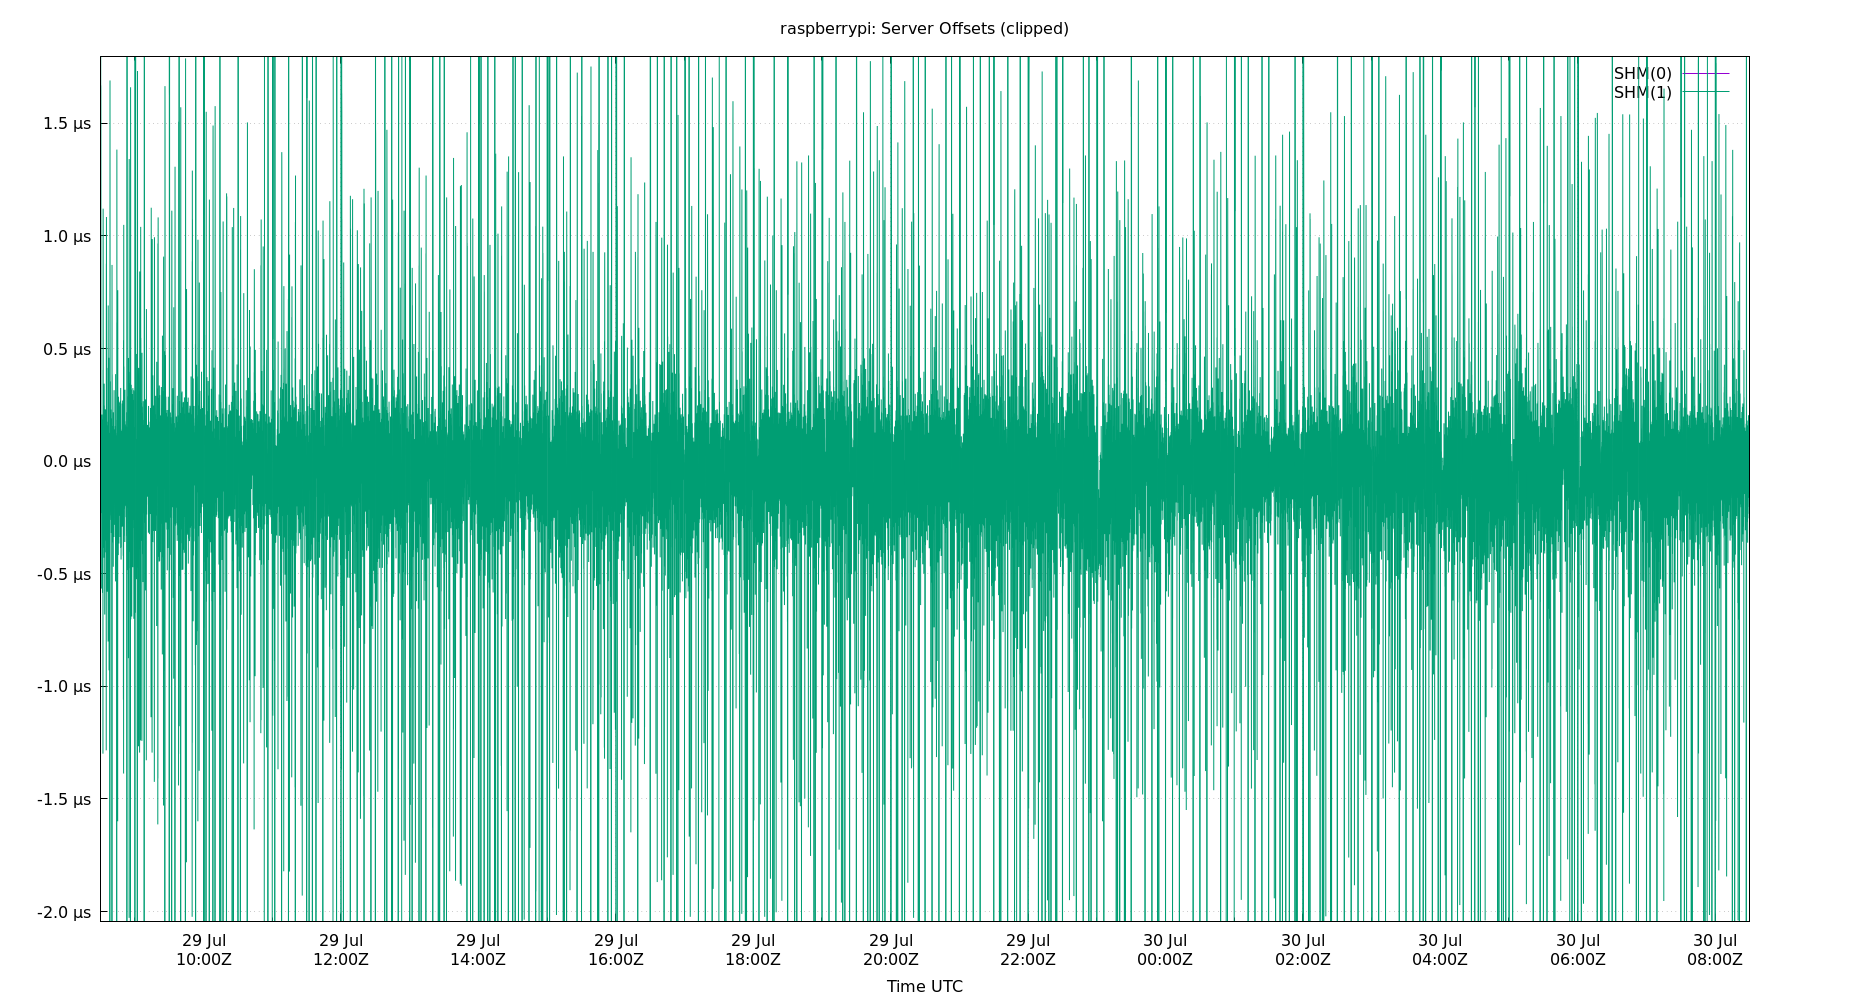 raspberrypi: Server Offsets (clipped)
SHM(0)
SHM(1)
1.5 µs
1.0 µs
0.5 µs
0.0 µs
-0.5 µs
-1.0 µs
-1.5 µs
-2.0 µs
29 Jul 29 Jul 29 Jul 29 Jul 29 Jul 29 Jul 29 Jul 30 Jul 30 Jul 30 Jul 30 Jul 30 Jul
10:00Z 12:00Z 14:00Z 16:00Z 18:00Z 20:00Z 22:00Z 00:00Z 02:00Z 04:00Z 06:00Z 08:00Z
Time UTC